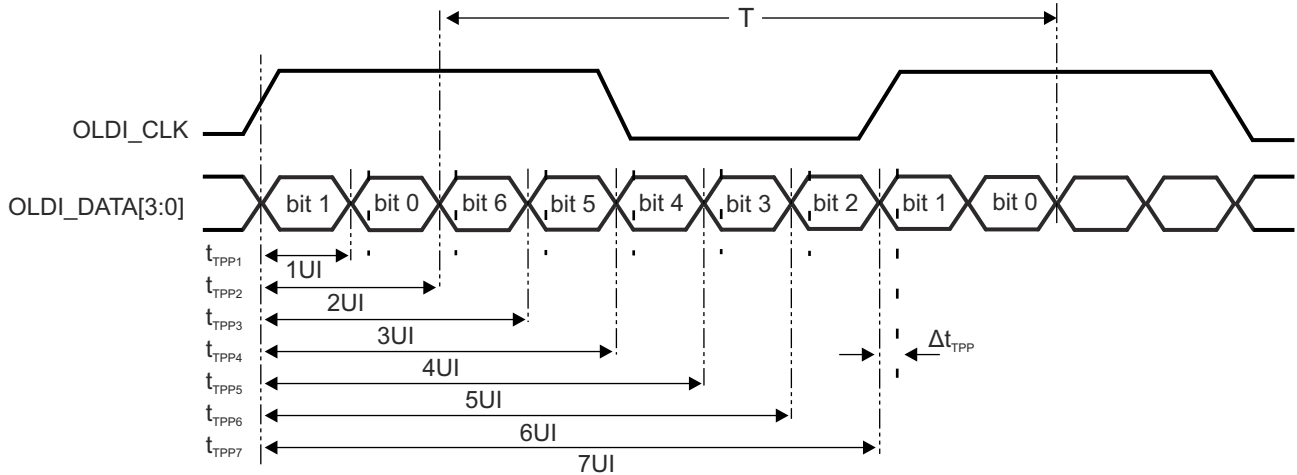 T
OLDI_CLK
OLDI_DATA[3:0] bit 1 bit 0 bit 6 bit 5 bit 4 bit 3 bit 2 bit 1 bit 0
tTPP1
1UI
tTPP2
2UI
tTPP3
3UI
tTPP4 ΔtTPP
4UI
tTPP5
5UI
tTPP6
6UI
tTPP7
7UI